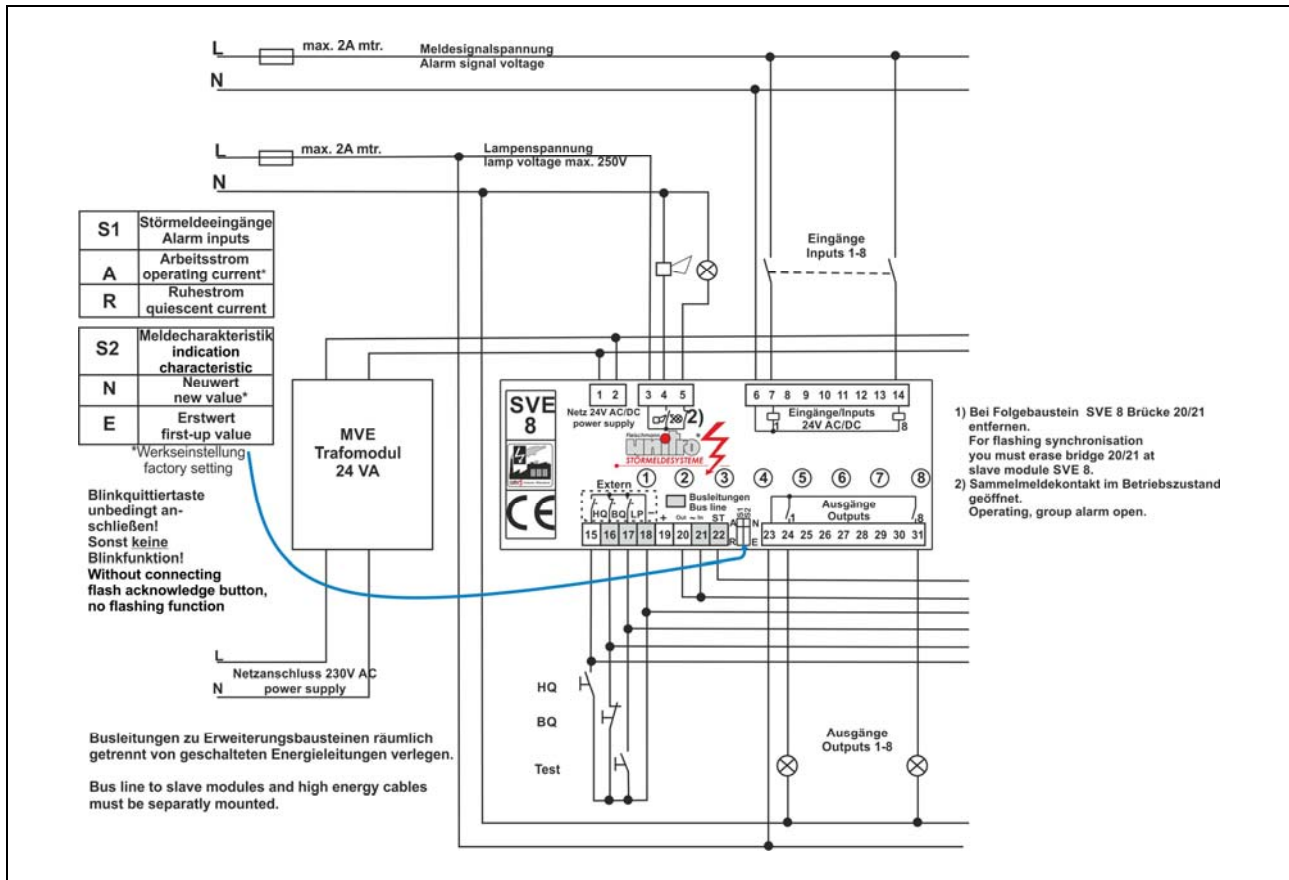 L
max. 2A mtr.
Meldesignalspannung
Alarm signal voltage
N
L
max. 2A mtr.
Lampenspannung
lamp voltage max. 250V
N
S1
Störmeldeeingänge
Alarm inputs
A
Arbeitsstrom
operating current*
R
Ruhestrom
quiescent current
S2
Meldecharakteristik
indication
characteristic
N
Neuwert
new value*
E
Erstwert
first-up value
*Werkseinstellung
factory setting
Blinkquittiertaste
unbedingt an-
schließen!
Sonst keine
Blinkfunktion!
Without connecting
flash acknowledge button,
no flashing function
MVE
Trafomodul
24 VA
L
Netzanschluss 230V AC
N
power supply
Busleitungen zu Erweiterungsbausteinen räumlich
getrennt von geschalteten Energieleitungen verlegen.
Bus line to slave modules and high energy cables
must be separatly mounted.
Eingänge
Inputs 1-8
SVE
8
CE
1 2
3 4 5
6 7 8 9 10 11 12 13 14
Netz 24V AC/DC
power supply
2)
1
Eingänge/Inputs
24V AC/DC
8
Fleischmann
unitro
STÖRMELDESYSTEME
1 2 3 4 5 6 7 8
Extern
HQ BQ LP –
Busleitungen
Bus line
+ Out ~ In ST
S1 S2
A N
R E
Ausgänge
Outputs
1
8
15 16 17 18 19 20 21 22
23 24 25 26 27 28 29 30 31
HQ
BQ
Test
Ausgänge
Outputs 1-8
1) Bei Folgebaustein SVE 8 Brücke 20/21
entfernen.
For flashing synchronisation
you must erase bridge 20/21 at
slave module SVE 8.
2) Sammelmeldekontakt im Betriebszustand
geöffnet.
Operating, group alarm open.